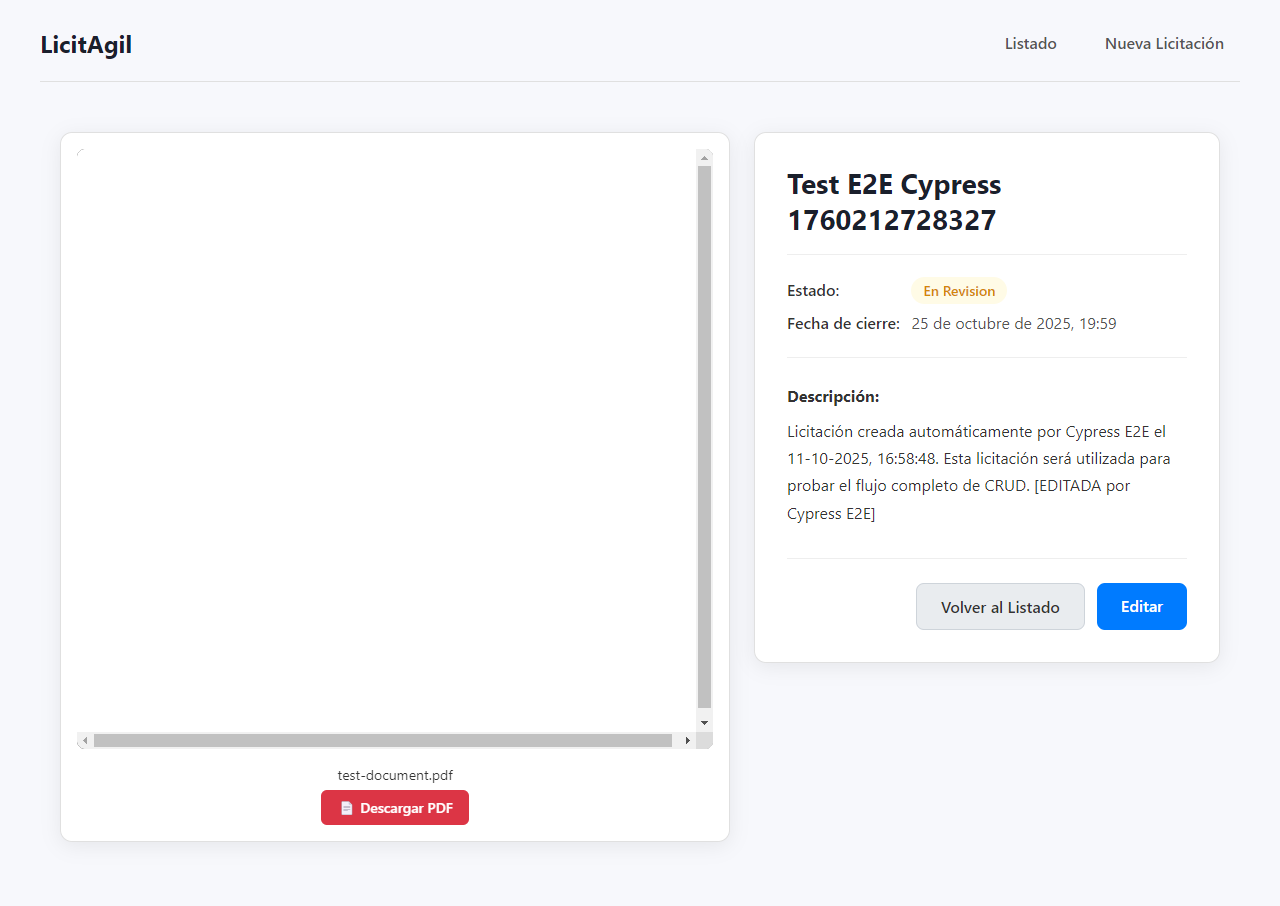 LicitAgil
Listado
Nueva Licitación
test-document.pdf
Descargar PDF
Test E2E Cypress
1760212728327
Estado:
En Revision
Fecha de cierre:
25 de octubre de 2025, 19:59
Descripción:
Licitación creada automáticamente por Cypress E2E el
11-10-2025, 16:58:48. Esta licitación será utilizada para
probar el flujo completo de CRUD. [EDITADA por
Cypress E2E]
Volver al Listado
Editar